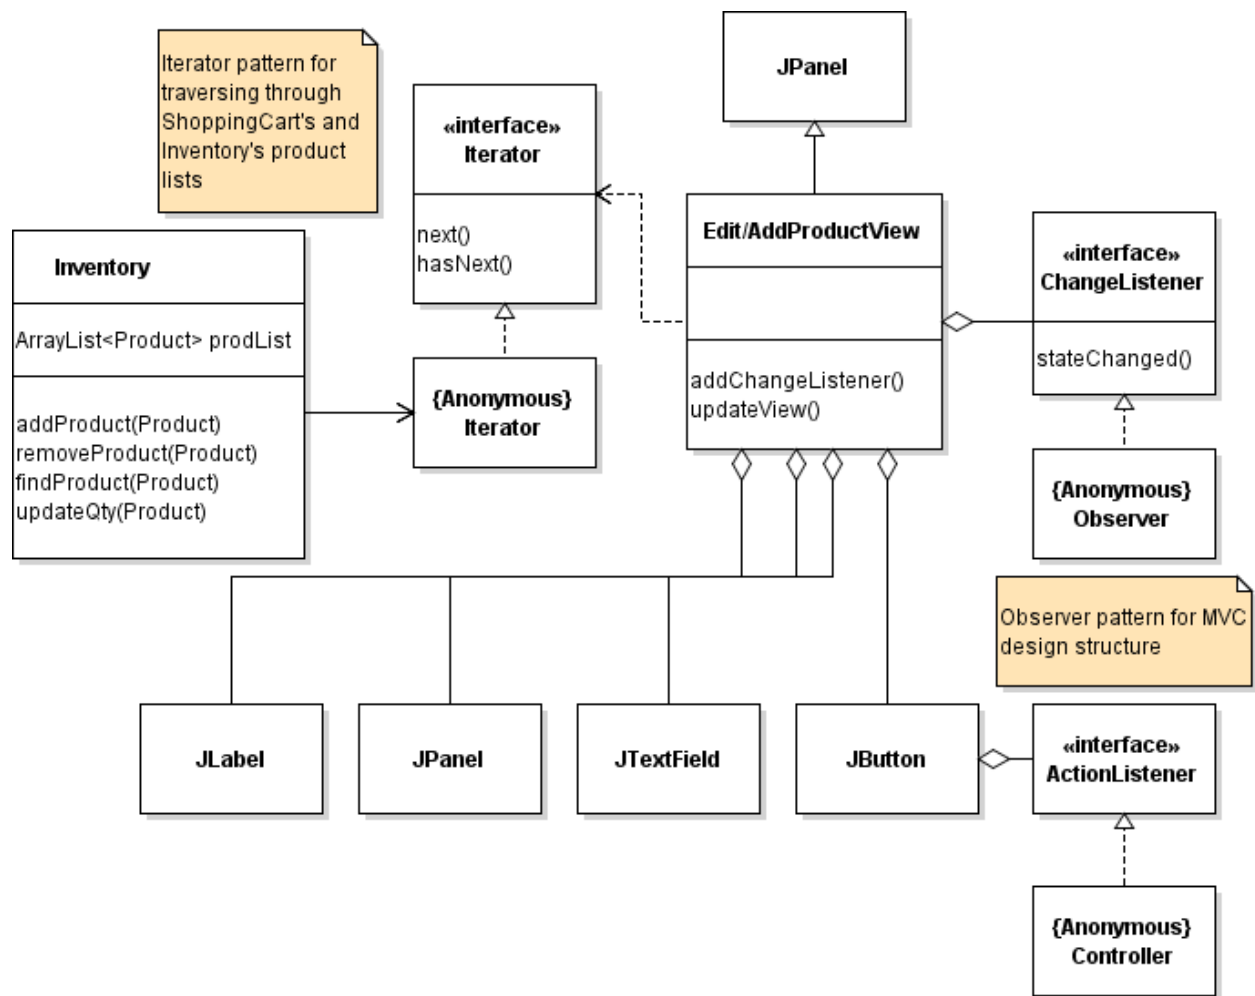 JPanel
Iterator pattern for
traversing through
ShoppingCart's and
Inventory's product
lists
«interface»
Iterator
next()
hasNext()
Edit/AddProductView
addChangeListener()
updateView()
«interface»
ChangeListener
stateChanged()
Inventory
ArrayList<Product> prodList
addProduct(Product)
removeProduct(Product)
findProduct(Product)
updateQty(Product)
{Anonymous}
Iterator
{Anonymous}
Observer
Observer pattern for MVC
design structure
JLabel
JPanel
JTextField
JButton
«interface»
ActionListener
{Anonymous}
Controller